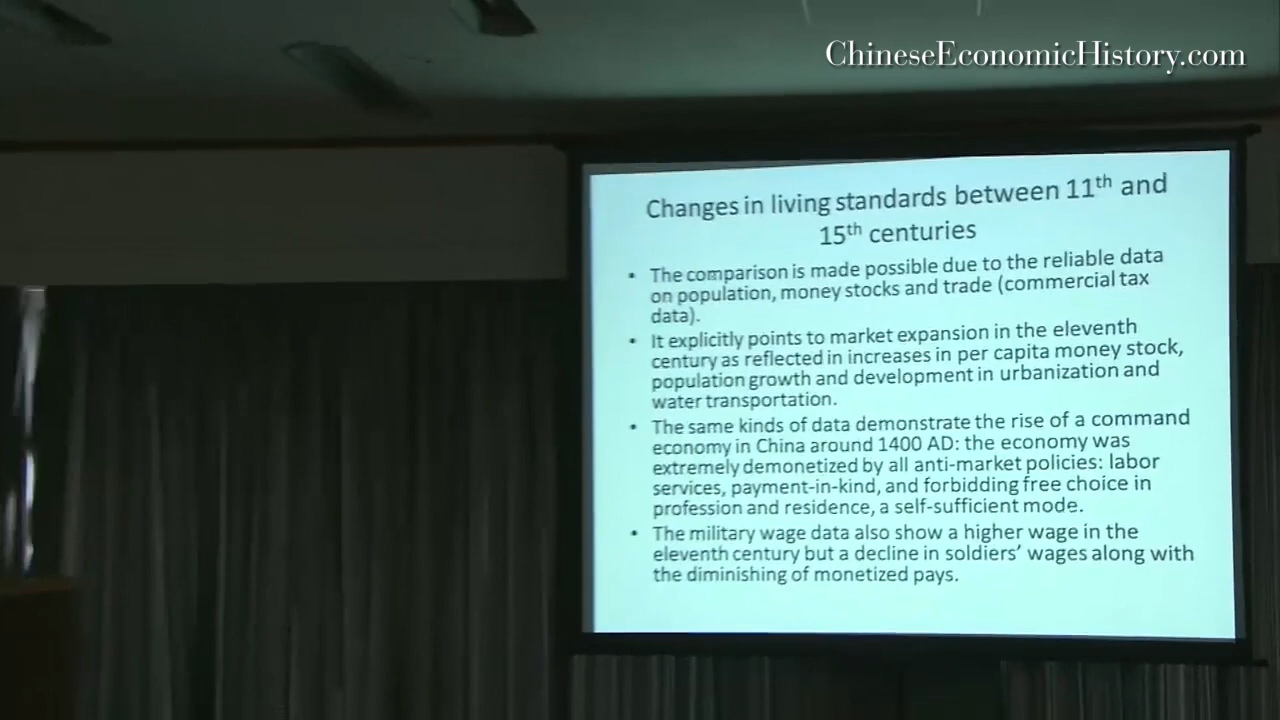 ChineseEconomicHistory.com
Changes in living standards between 11th and
15th centuries
• The comparison is made possible due to the reliable data
on population, money stocks and trade (commercial tax
data).
• It explicitly points to market expansion in the eleventh
century as reflected in increases in per capita money stock,
population growth and development in urbanization and
water transportation.
• The same kinds of data demonstrate the rise of a command
economy in China around 1400 AD: the economy was
extremely demonetized by all anti-market policies: labor
services, payment-in-kind, and forbidding free choice in
profession and residence, a self-sufficient mode.
• The military wage data also show a higher wage in the
eleventh century but a decline in soldiers’ wages along with
the diminishing of monetized pays.